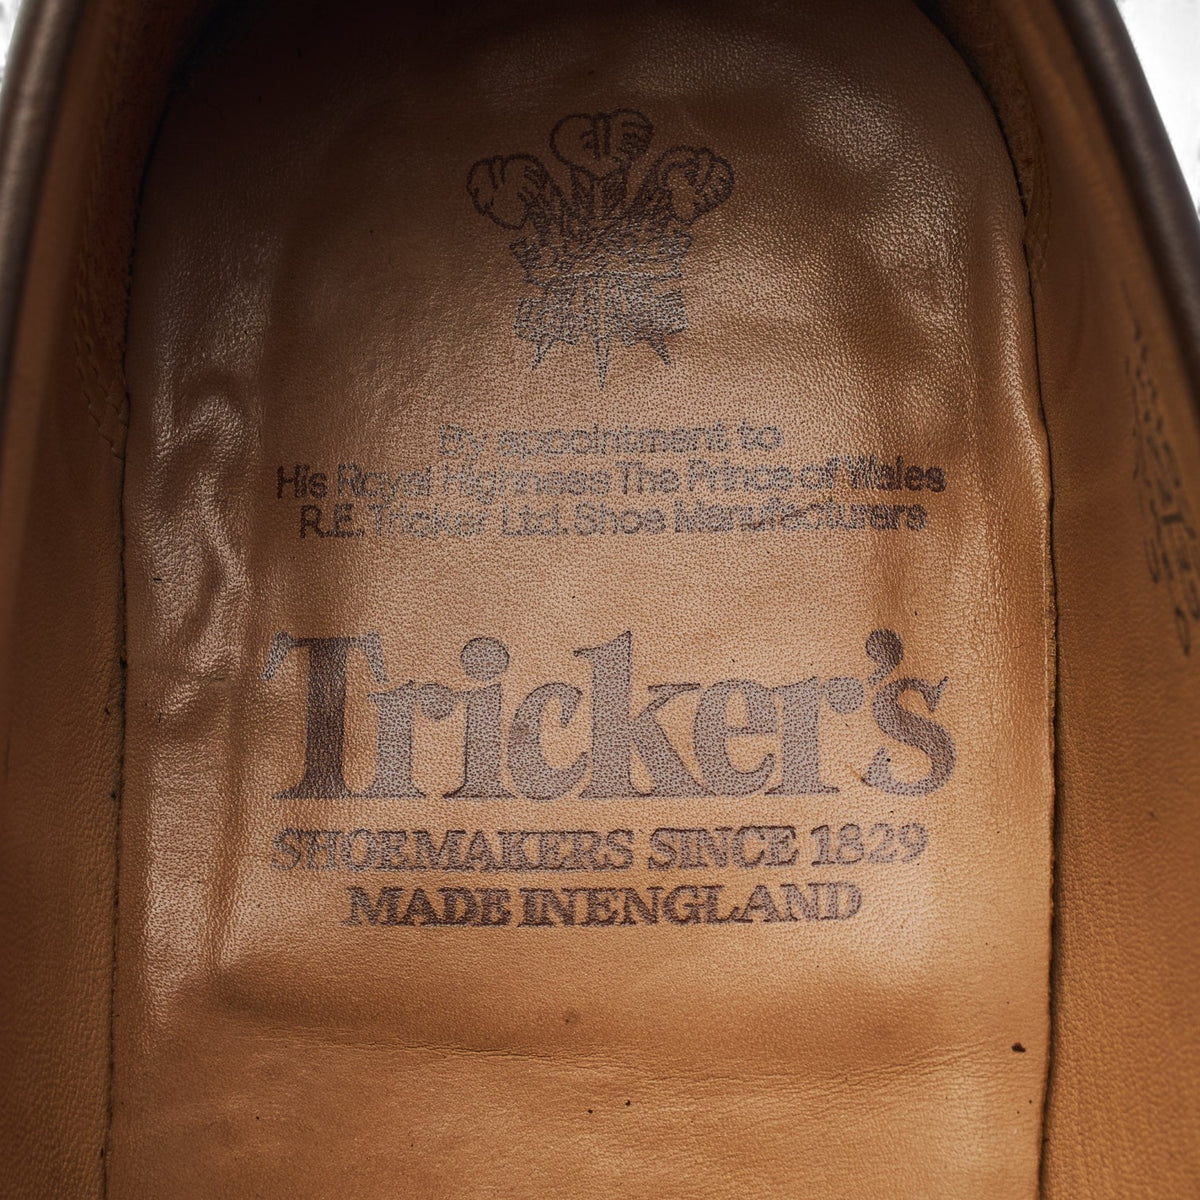 By appointment to
His Royal Highness The Prince of Wales
R.E. Tricker Ltd. Shoe Manufacturers
Tricker's
SHOEMAKERS SINCE 1829
MADE IN ENGLAND